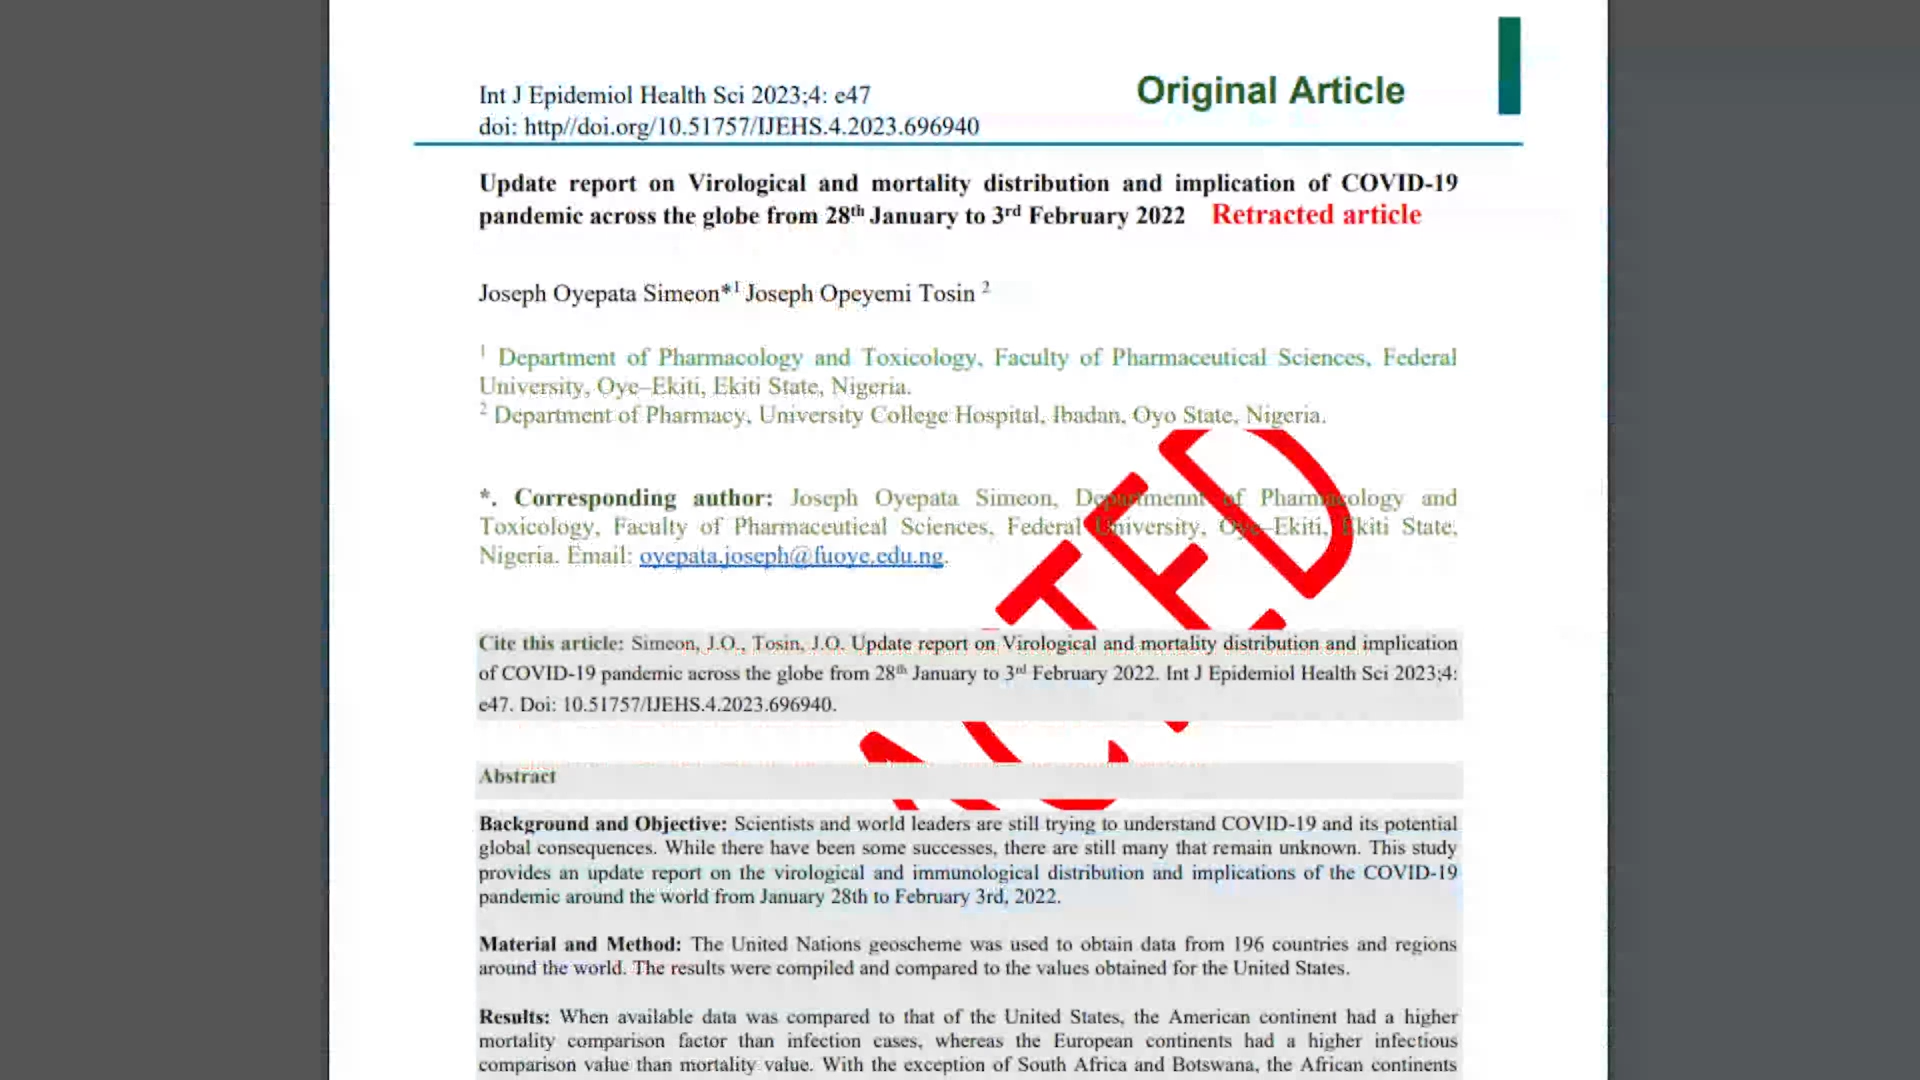 Int J Epidemiol Health Sci 2023;4: e47
Original Article
doi: http//doi.org/10.51757/IJEHS.4.2023.696940
Update report on Virological and mortality distribution and implication of COVID-19
pandemic across the globe from 28th January to 3rd February 2022 Retracted article
Joseph Oyepata Simeon*1 Joseph Opeyemi Tosin 2
1 Department of Pharmacology and Toxicology, Faculty of Pharmaceutical Sciences, Federal
University, Oye–Ekiti, Ekiti State, Nigeria.
2 Department of Pharmacy, University College Hospital, Ibadan, Oyo State, Nigeria.
*. Corresponding author: Joseph Oyepata Simeon, Departmennt of Pharmacology and
Toxicology, Faculty of Pharmaceutical Sciences, Federal University, Oye–Ekiti, Ekiti State,
Nigeria. Email: oyepata.joseph@fuoye.edu.ng.
Cite this article: Simeon, J.O., Tosin, J.O. Update report on Virological and mortality distribution and implication
of COVID-19 pandemic across the globe from 28th January to 3rd February 2022. Int J Epidemiol Health Sci 2023;4:
e47. Doi: 10.51757/IJEHS.4.2023.696940.
Abstract
Background and Objective: Scientists and world leaders are still trying to understand COVID-19 and its potential
global consequences. While there have been some successes, there are still many that remain unknown. This study
provides an update report on the virological and immunological distribution and implications of the COVID-19
pandemic around the world from January 28th to February 3rd, 2022.
Material and Method: The United Nations geoscheme was used to obtain data from 196 countries and regions
around the world. The results were compiled and compared to the values obtained for the United States.
Results: When available data was compared to that of the United States, the American continent had a higher
mortality comparison factor than infection cases, whereas the European continents had a higher infectious
comparison value than mortality value. With the exception of South Africa and Botswana, the African continents